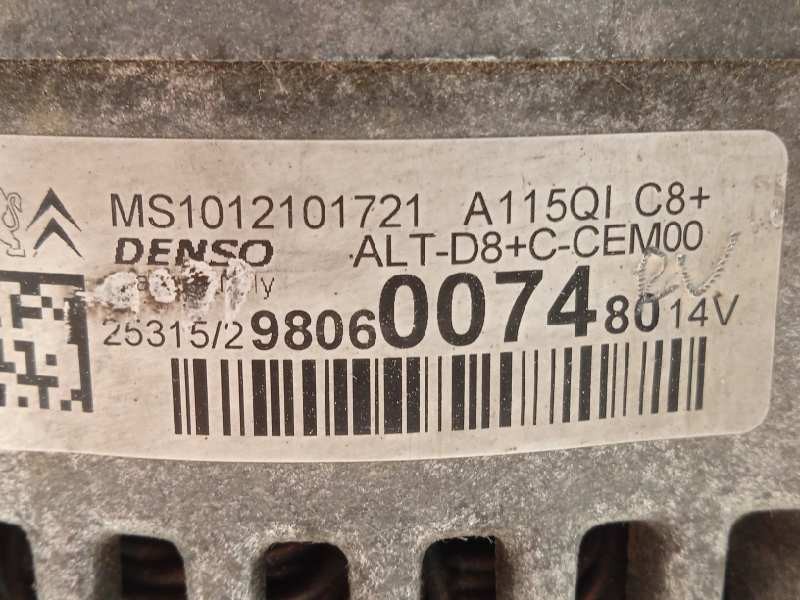 MS1012101721 A115QI C8+
DENSO ALT-D8+C-CEM00
25315/2 9806007480 14V